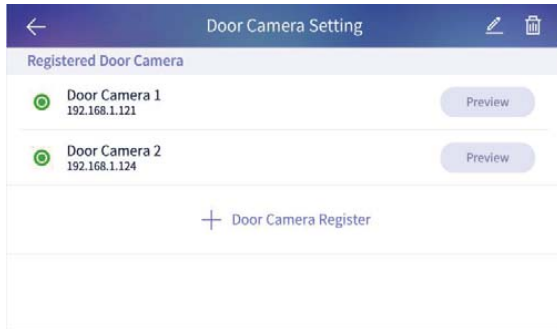 Door Camera Setting
Registered Door Camera
Door Camera 1
192.168.1.121
Preview
Door Camera 2
192.168.1.124
Preview
Door Camera Register